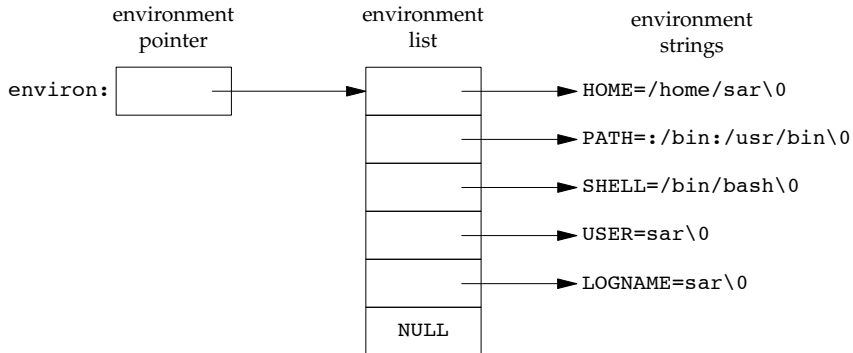 environment
pointer
environment
list
environment
strings
environ:
HOME=/home/sar\0
PATH=:/bin:/usr/bin\0
SHELL=/bin/bash\0
USER=sar\0
LOGNAME=sar\0
NULL